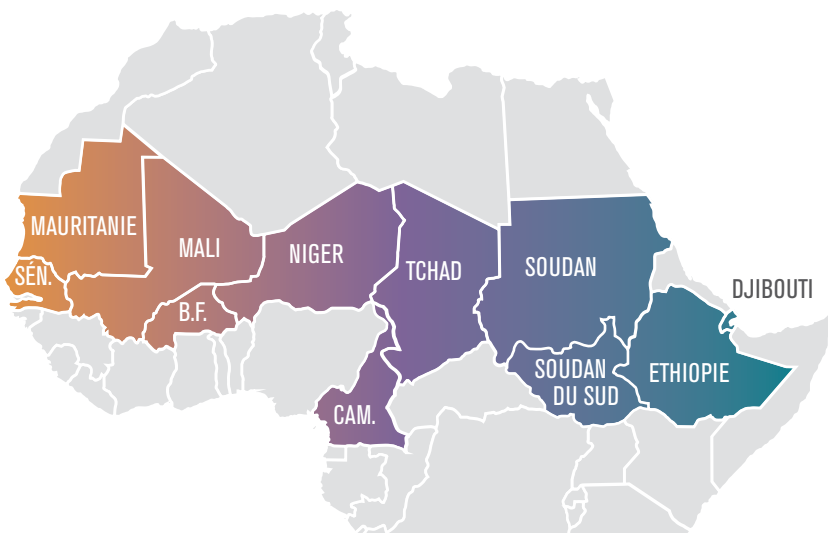 MAURITANIE
MALI
NIGER
TCHAD
SOUDAN
SÉN.
B.F.
DJIBOUTI
SOUDAN
DU SUD
ETHIOPIE
CAM.